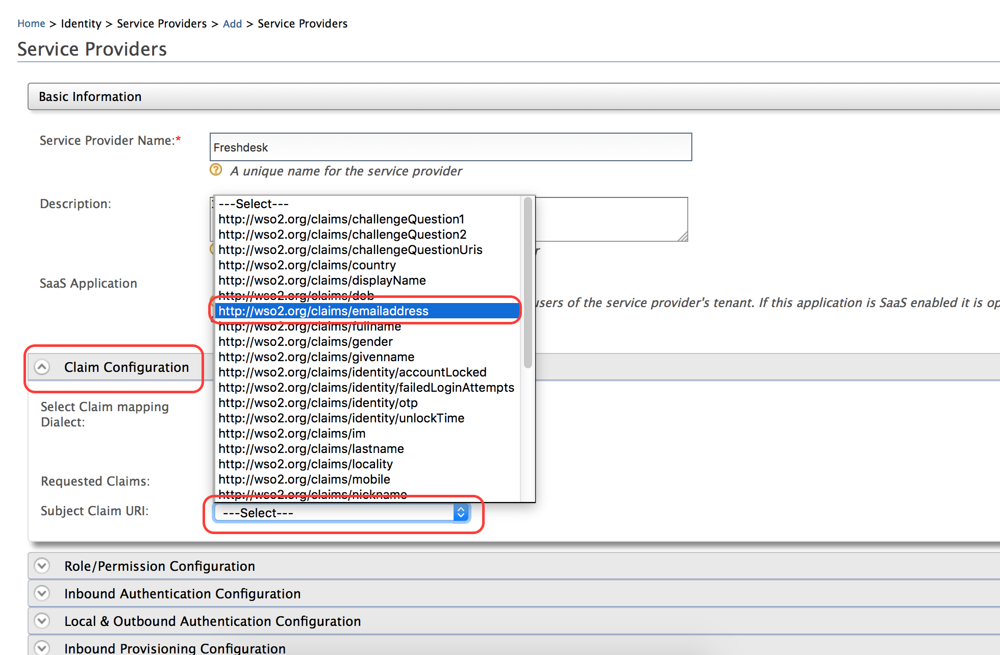 Home > Identity > Service Providers > Add > Service Providers
Service Providers
Basic Information
Service Provider Name:*
Freshdesk
A unique name for the service provider
Description:
---Select---
http://wso2.org/claims/challengeQuestion1
http://wso2.org/claims/challengeQuestion2
http://wso2.org/claims/challengeQuestionUris
http://wso2.org/claims/country
http://wso2.org/claims/displayName
http://wso2.org/claims/dob
http://wso2.org/claims/emailaddress
http://wso2.org/claims/fullname
http://wso2.org/claims/gender
http://wso2.org/claims/givenname
http://wso2.org/claims/identity/accountLocked
http://wso2.org/claims/identity/failedLoginAttempts
http://wso2.org/claims/identity/otp
http://wso2.org/claims/identity/unlockTime
http://wso2.org/claims/im
http://wso2.org/claims/lastname
http://wso2.org/claims/locality
http://wso2.org/claims/mobile
http://wso2.org/claims/nickname
SaaS Application
users of the service provider's tenant. If this application is SaaS enabled it is op
Claim Configuration
Select Claim mapping
Dialect:
Requested Claims:
Subject Claim URI:
---Select---
Role/Permission Configuration
Inbound Authentication Configuration
Local & Outbound Authentication Configuration
Inbound Provisioning Configuration